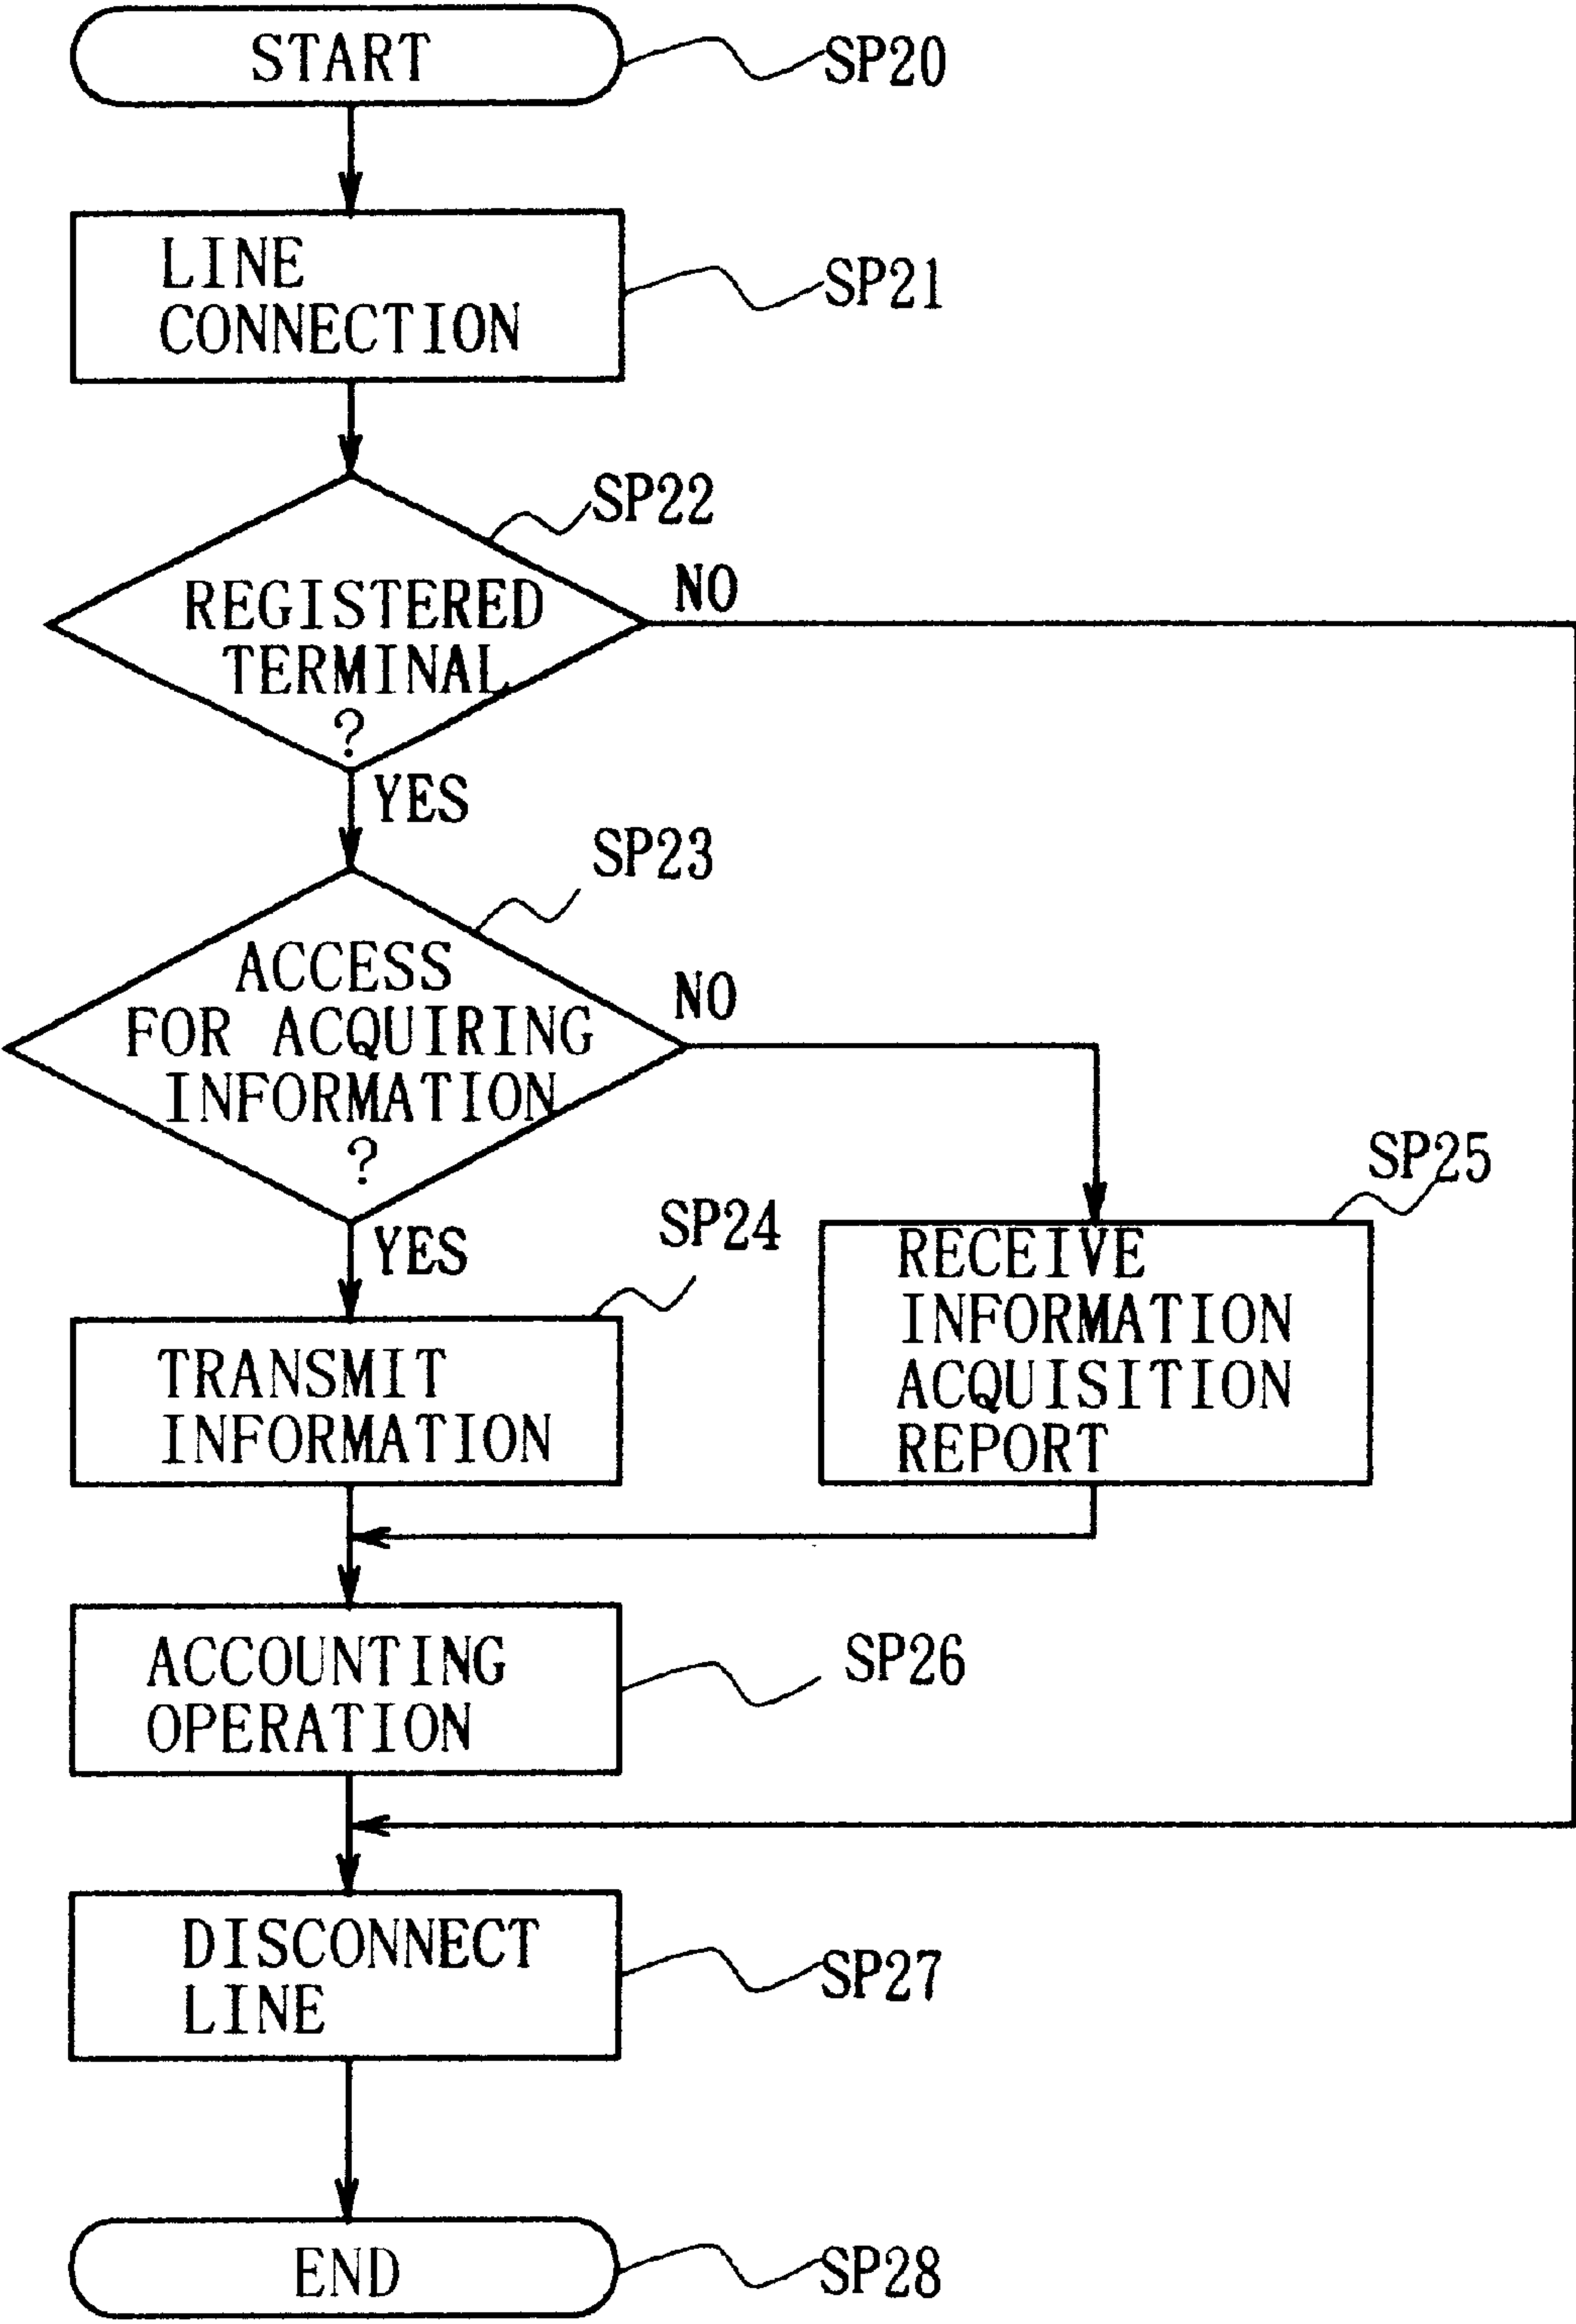 START
SP20
LINE
CONNECTION
SP21
SP22
REGISTERED
TERMINAL
?
NO
YES
SP23
ACCESS
FOR ACQUIRING
INFORMATION
?
NO
YES
SP24
TRANSMIT
INFORMATION
SP25
RECEIVE
INFORMATION
ACQUISITION
REPORT
ACCOUNTING
OPERATION
SP26
DISCONNECT
LINE
SP27
END
SP28